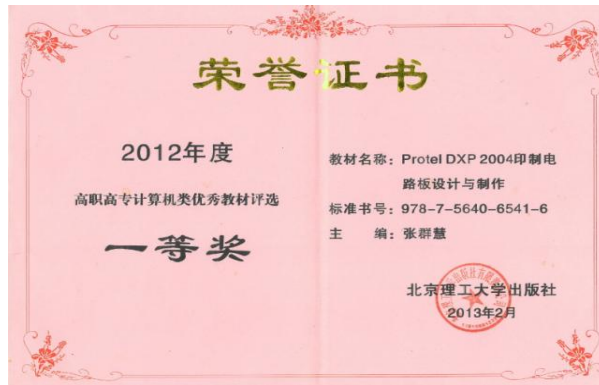 荣誉证书
2012年度
高职高专计算机类优秀教材评选
一等奖
教材名称：Protel DXP 2004印制电
路板设计与制作
标准书号：978-7-5640-6541-6
主　编：张群慧
北京理工大学出版社
2013年2月